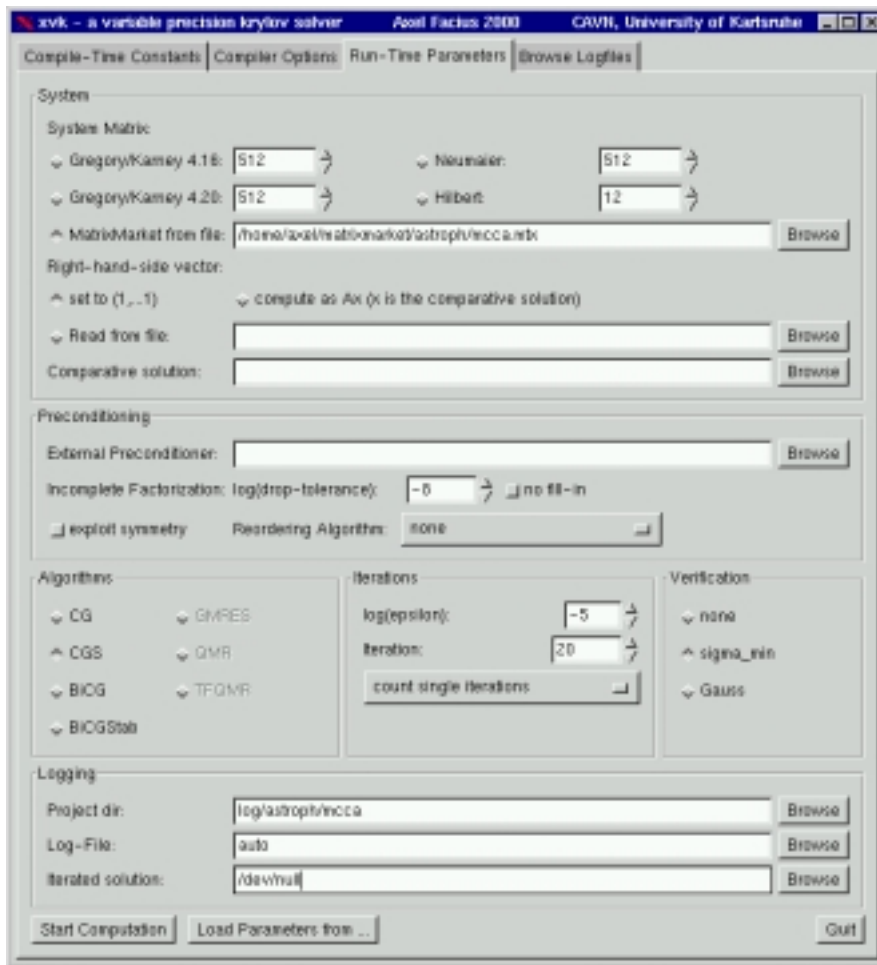 xvk - a variable precision krylov solver Axel Facius 2000 CAVN, University of Karlsruhe
Compile-Time Constants Compiler Options Run-Time Parameters Browse Logfiles
System
System Matrix:
Gregory/Karney 4.16: 512 Neumaier: 512
Gregory/Karney 4.20: 512 Hilbert: 12
MatrixMarket from file: /home/axel/matrixmarket/astroph/mcca.mtx Browse
Right-hand-side vector:
set to (1,..1) compute as Ax (x is the comparative solution)
Read from file: Browse
Comparative solution: Browse
Preconditioning
External Preconditioner: Browse
Incomplete Factorization: log(drop-tolerance): -8 no fill-in
exploit symmetry Reordering Algorithm: none
Algorithms Iterations Verification
CG GMRES log(epsilon): -5 none
CGS QMR Iteration: 20 sigma_min
BiCG TFQMR count single iterations Gauss
BiCGStab
Logging
Project dir: log/astroph/mcca Browse
Log-File: auto Browse
Iterated solution: /dev/null Browse
Start Computation Load Parameters from ... Quit